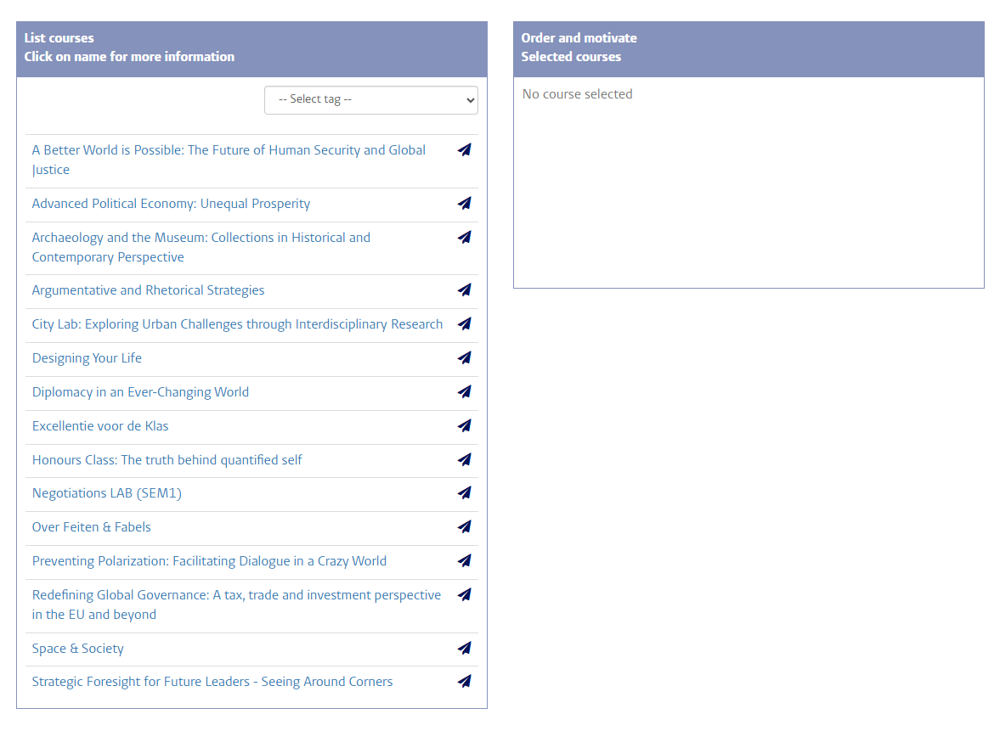 List courses
Click on name for more information
-- Select tag --
A Better World is Possible: The Future of Human Security and Global
Justice
Advanced Political Economy: Unequal Prosperity
Archaeology and the Museum: Collections in Historical and
Contemporary Perspective
Argumentative and Rhetorical Strategies
City Lab: Exploring Urban Challenges through Interdisciplinary Research
Designing Your Life
Diplomacy in an Ever-Changing World
Excellentie voor de Klas
Honours Class: The truth behind quantified self
Negotiations LAB (SEM1)
Over Feiten & Fabels
Preventing Polarization: Facilitating Dialogue in a Crazy World
Redefining Global Governance: A tax, trade and investment perspective
in the EU and beyond
Space & Society
Strategic Foresight for Future Leaders - Seeing Around Corners
Order and motivate
Selected courses
No course selected